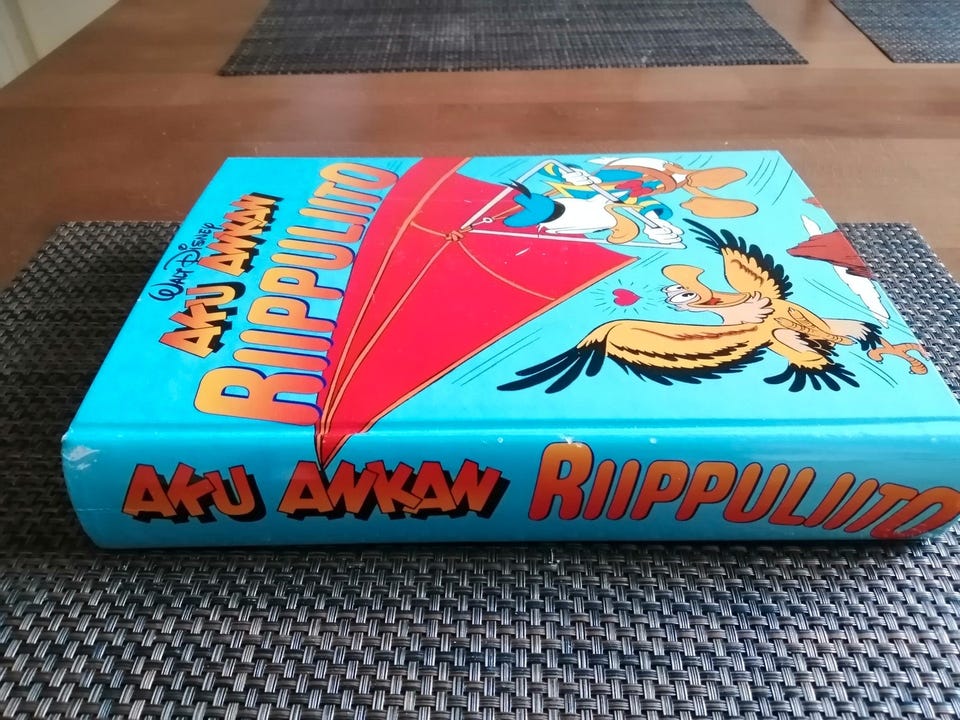 Walt Disney
AKU ANKAN
RIIPPULIITO
AKU ANKAN RIIPPULIITO